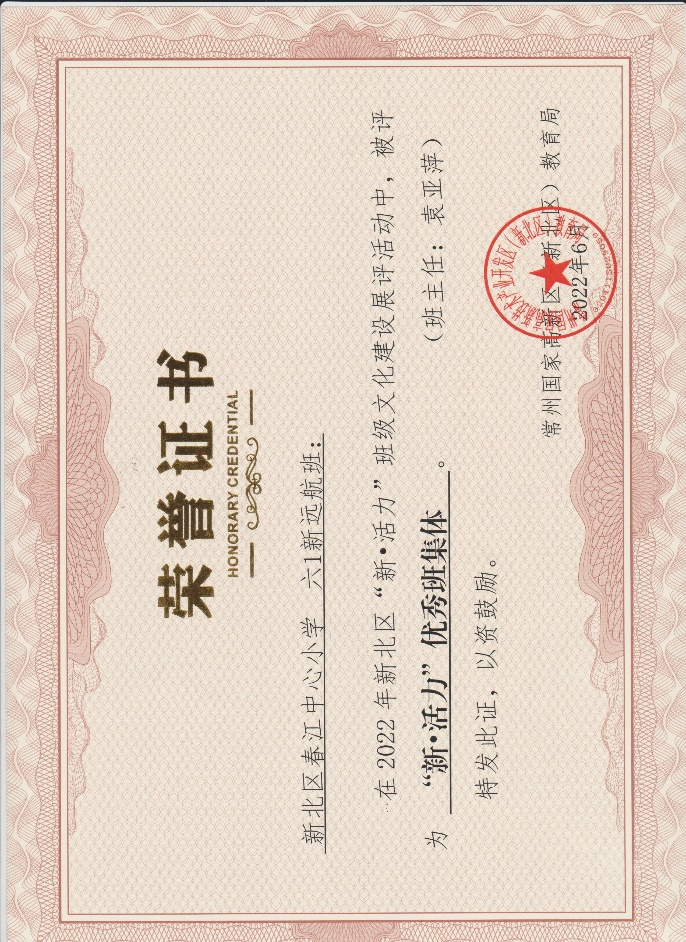 荣誉证书
HONORARY CREDENTIAL
新北区春江中心小学 六1新远航班：
在 2022 年新北区“新•活力”班级文化建设展评活动中，被评
为 “新•活力”优秀班集体 。 （班主任：袁亚萍）
特发此证，以资鼓励。
常州国家高新区（新北区）教育局
2022年6月